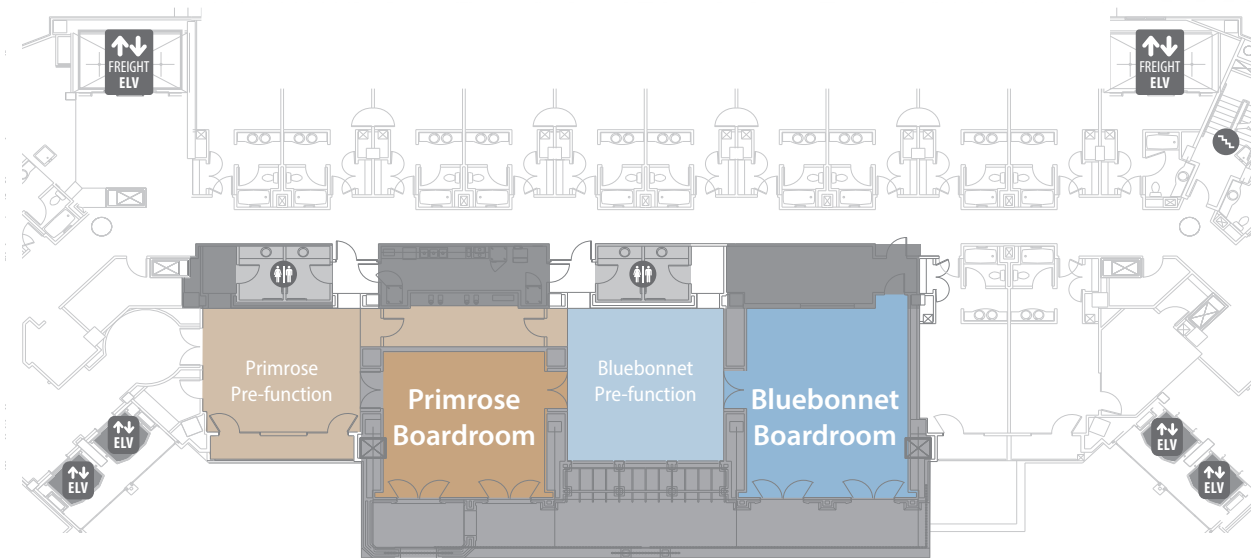 FREIGHT
ELV
FREIGHT
ELV
Primrose
Pre-function
Primrose
Boardroom
Bluebonnet
Pre-function
Bluebonnet
Boardroom
ELV
ELV
ELV
ELV